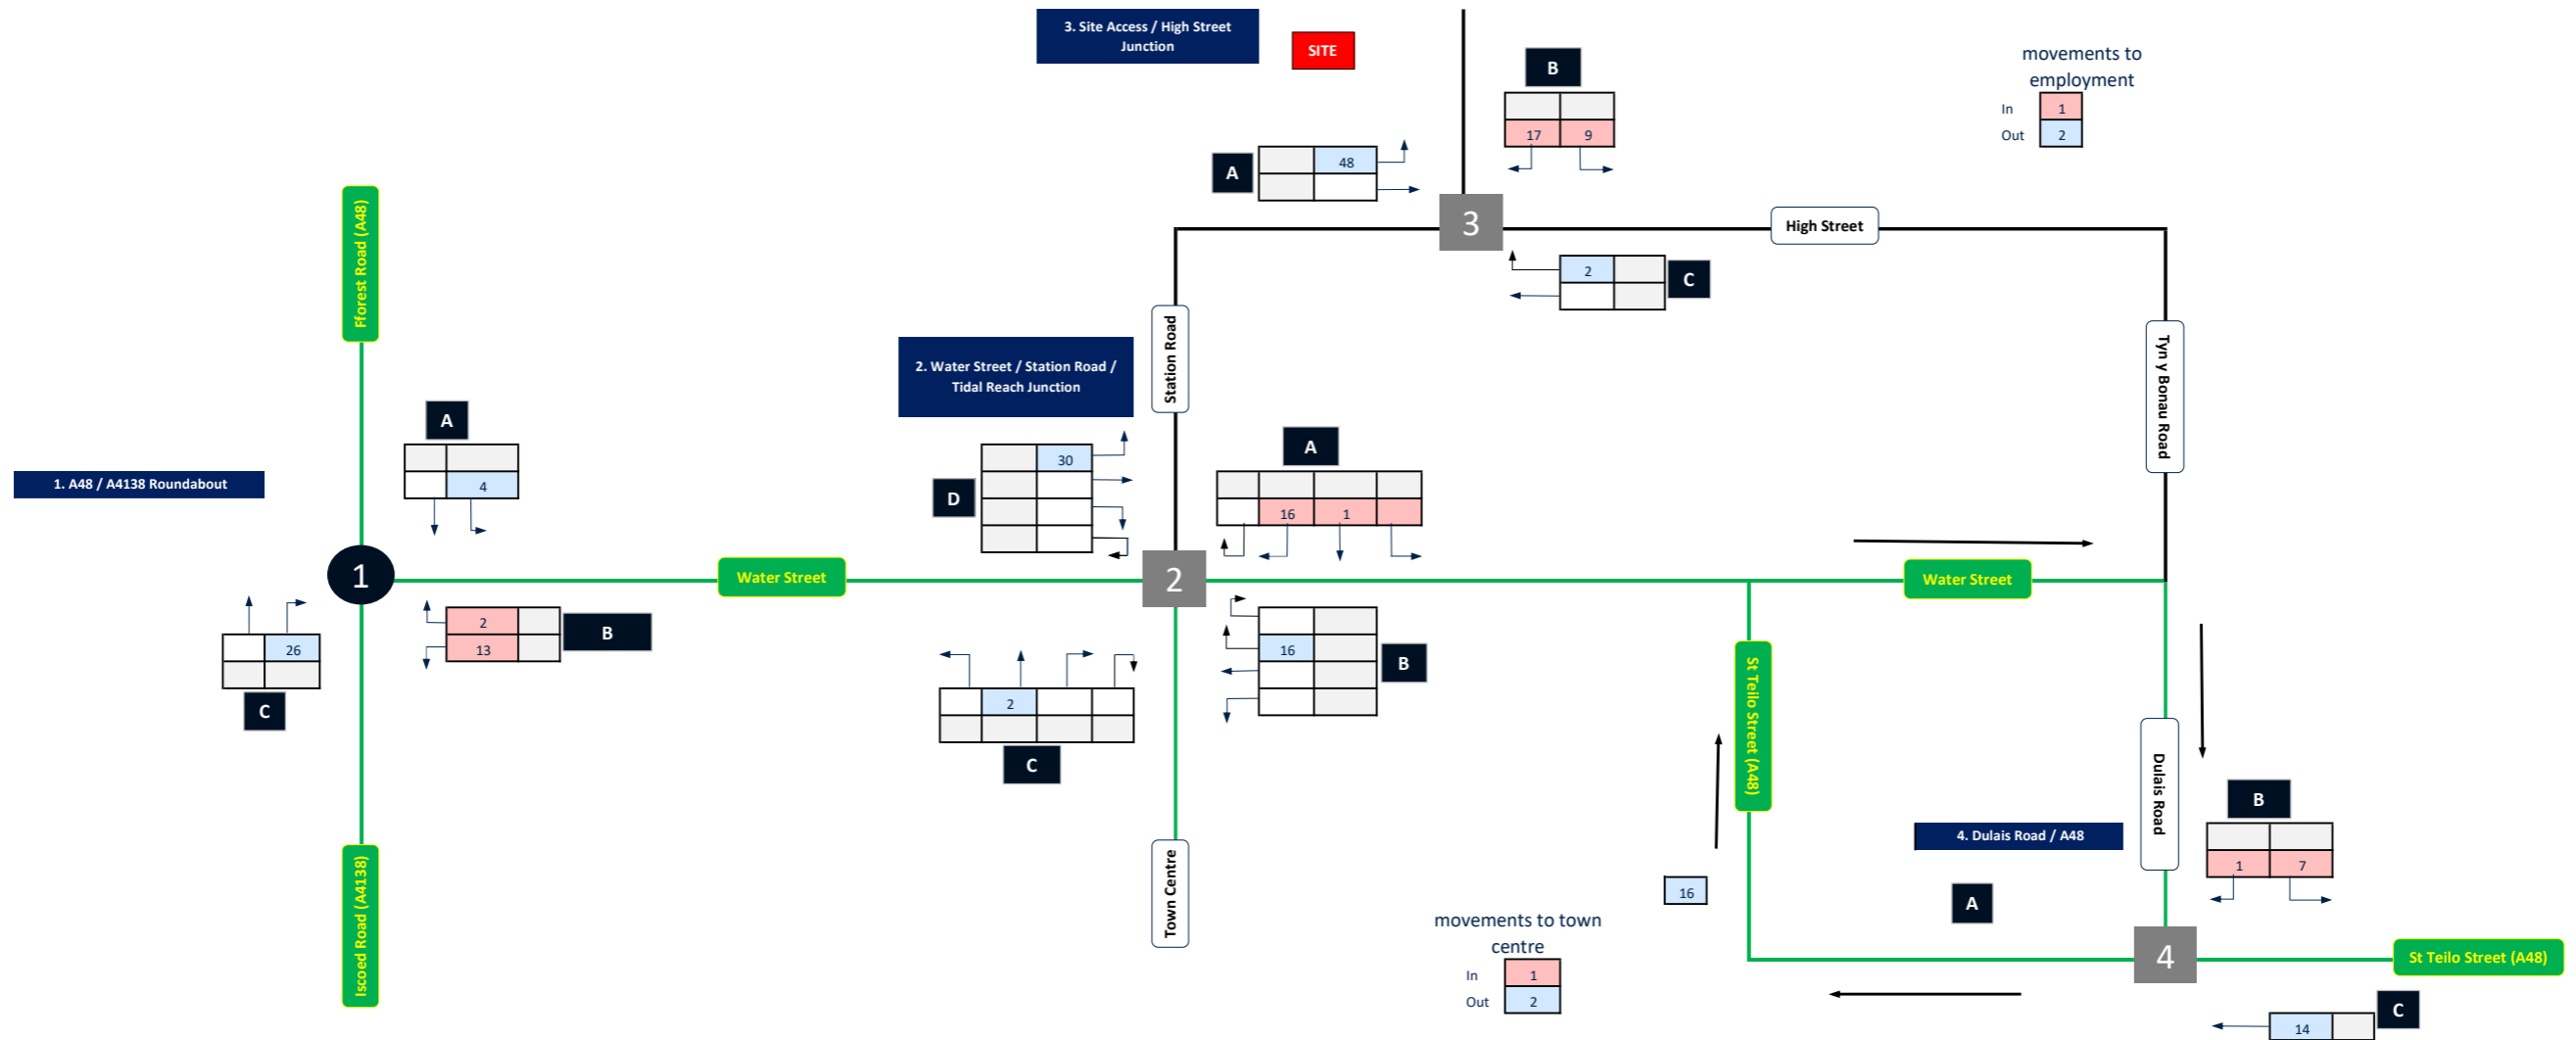 3. Site Access / High Street
Junction
SITE
B
17 9
movements to
employment
In 1
Out 2
A
48
3
High Street
2
C
Fforest Road (A48)
Station Road
Tyn y Bonau Road
2. Water Street / Station Road /
Tidal Reach Junction
A
4
1. A48 / A4138 Roundabout
D
30
A
16 1
1
Water Street
2
Water Street
2
13
B
26
C
16
B
2
C
St Teilo Street (A48)
Dulais Road
B
1 7
4. Dulais Road / A48
Iscoed Road (A4138)
Town Centre
16
A
movements to town
centre
In 1
Out 2
4
St Teilo Street (A48)
14
C